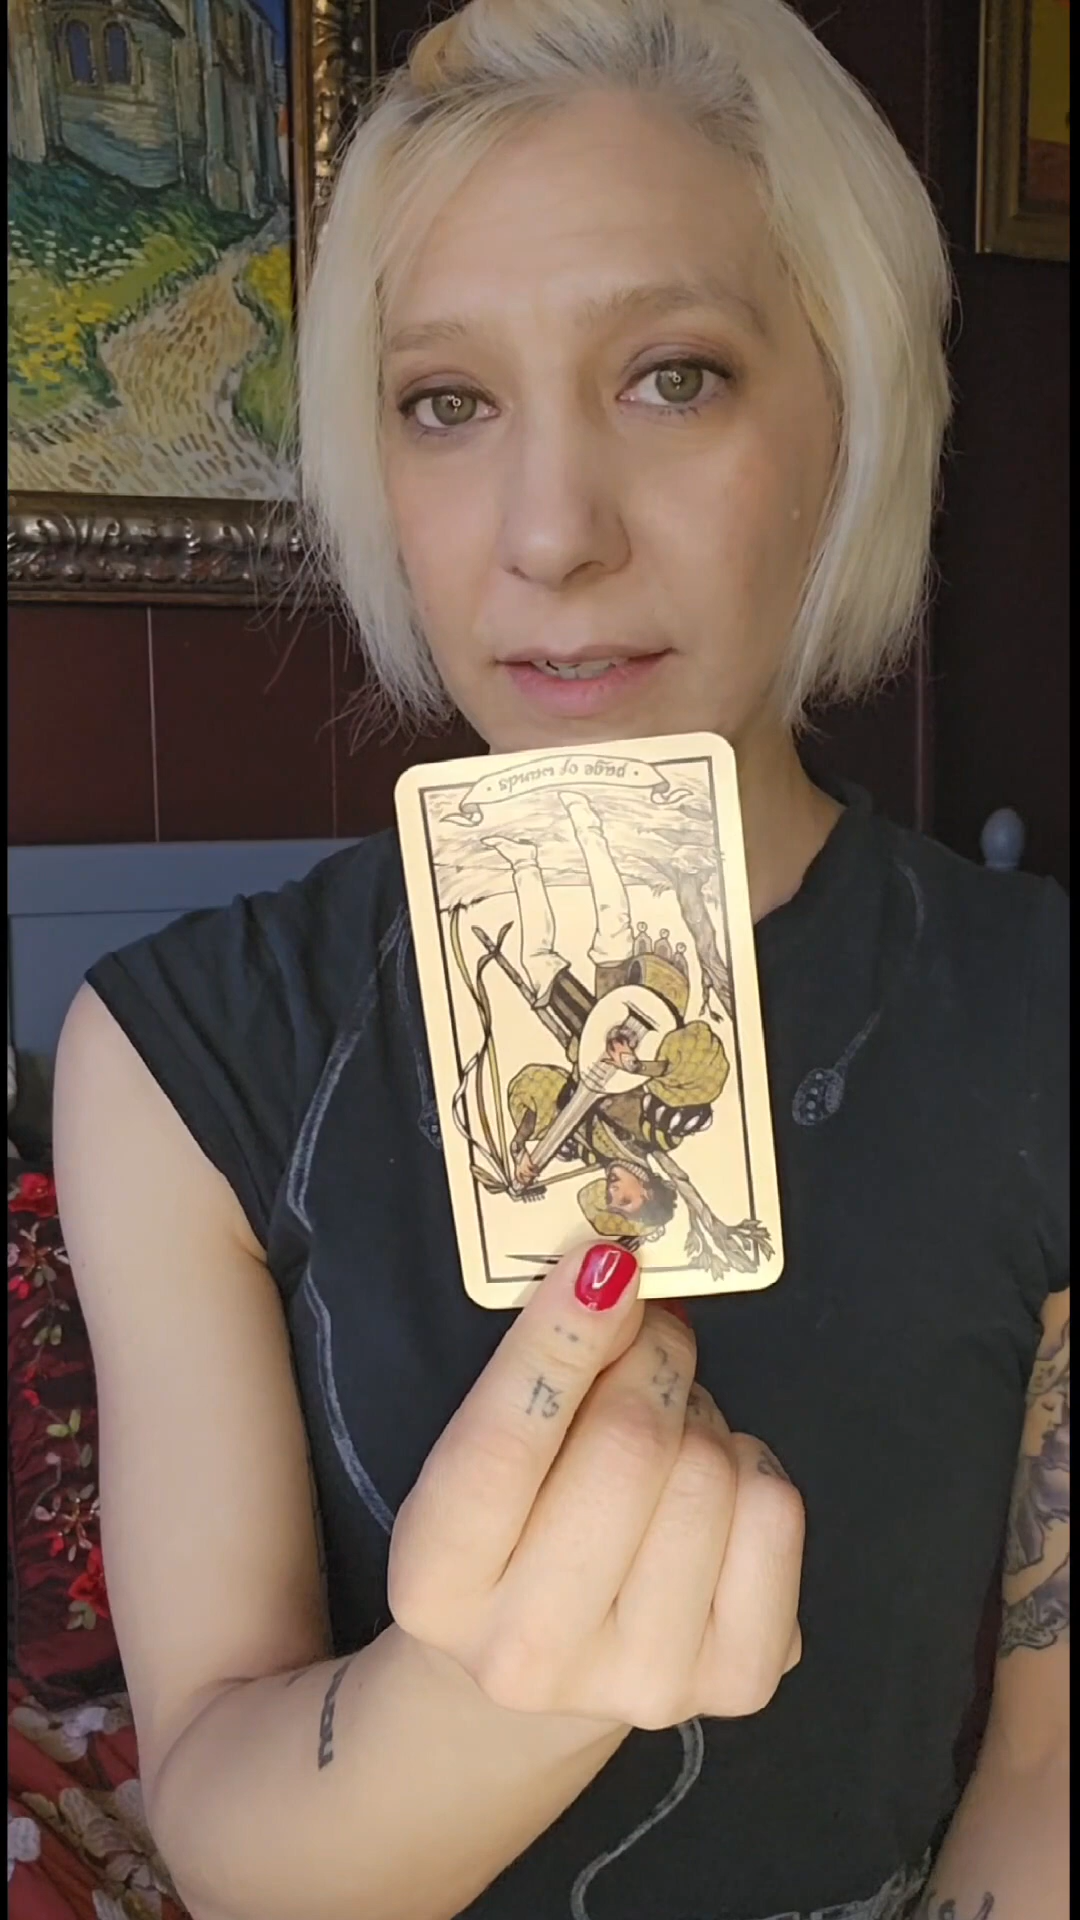 · page of wands ·